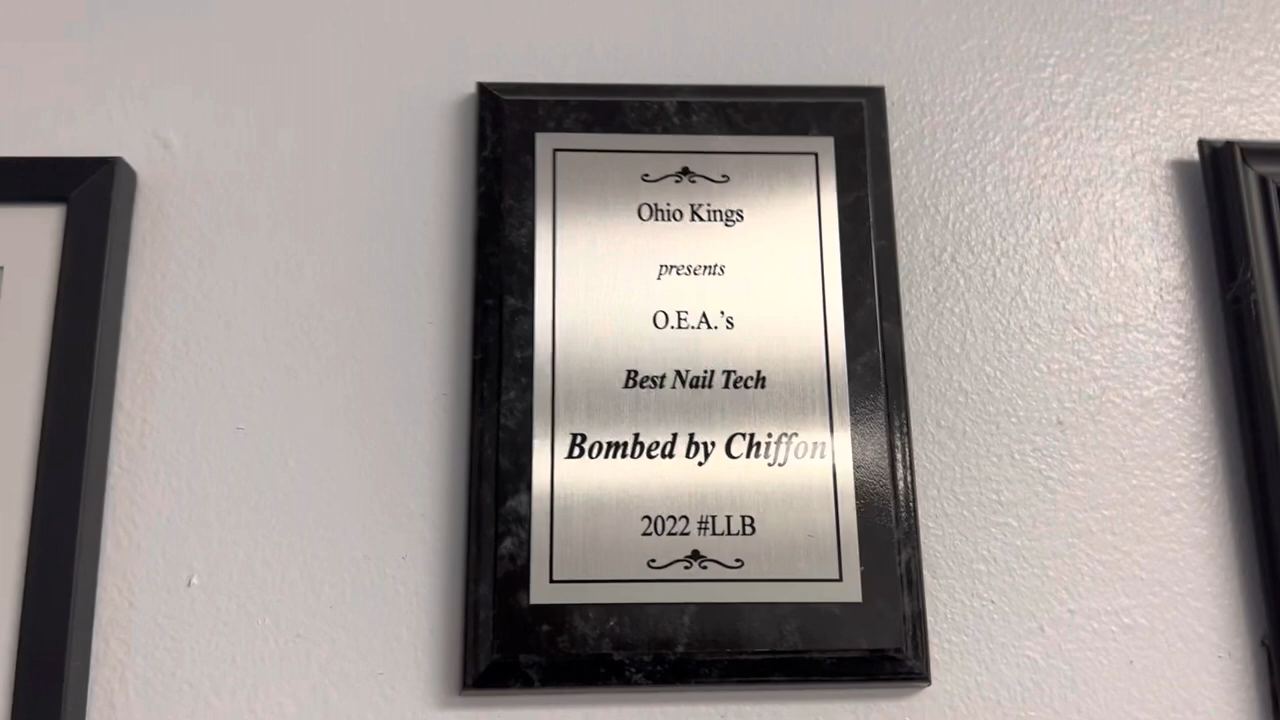 Ohio Kings
presents
O.E.A.'s
Best Nail Tech
Bombed by Chiffon
2022 #LLB